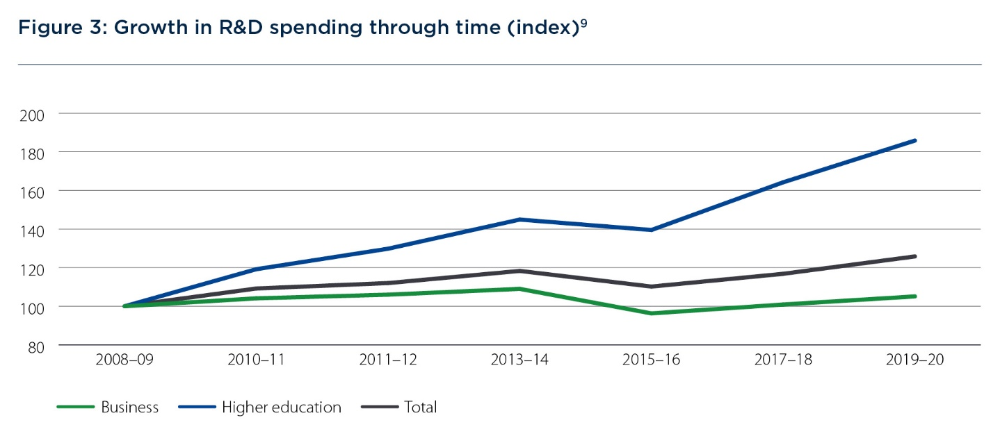 Figure 3: Growth in R&D spending through time (index)⁹
200
180
160
140
120
100
80
2008–09 2010–11 2011–12 2013–14 2015–16 2017–18 2019–20
Business Higher education Total